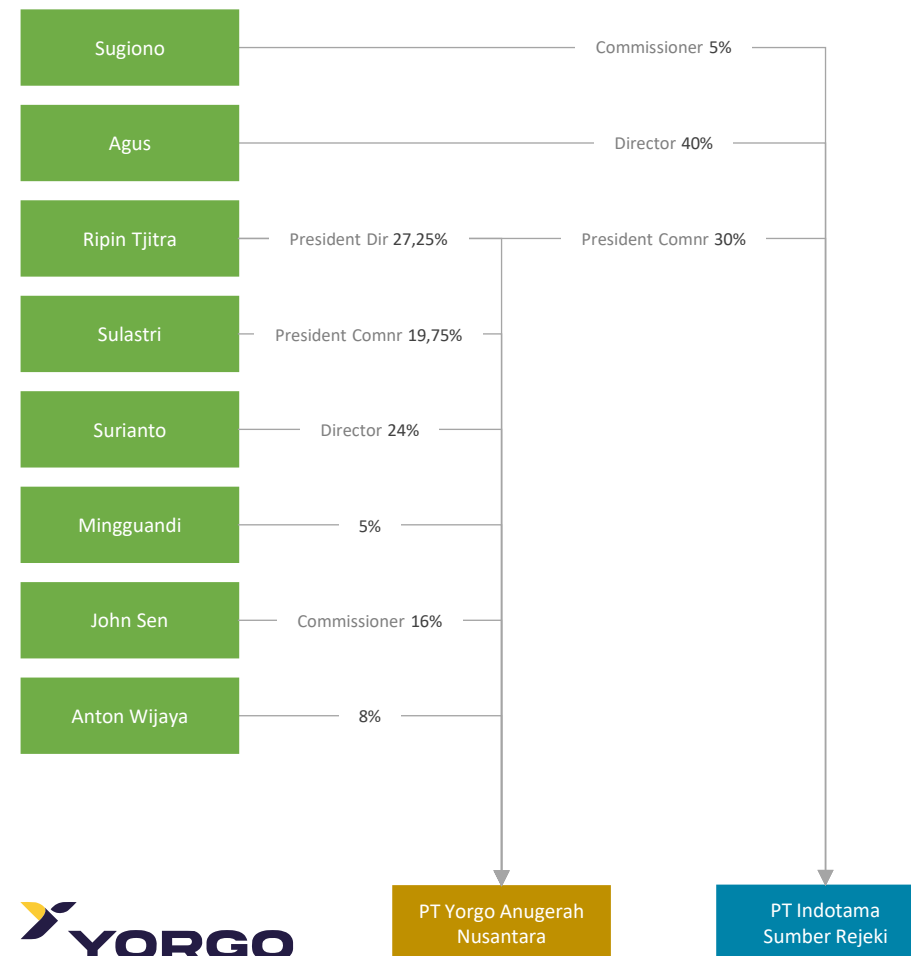 Sugiono
Commissioner 5%
Agus
Director 40%
Ripin Tjitra
President Dir 27,25%
President Comnr 30%
Sulastri
President Comnr 19,75%
Surianto
Director 24%
Mingguandi
5%
John Sen
Commissioner 16%
Anton Wijaya
8%
YORGO
PT Yorgo Anugerah
Nusantara
PT Indotama
Sumber Rejeki